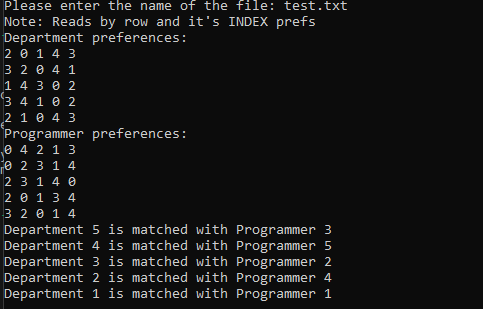 Please enter the name of the file: test.txt
Note: Reads by row and it's INDEX prefs
Department preferences:
2 0 1 4 3
3 2 0 4 1
1 4 3 0 2
3 4 1 0 2
2 1 0 4 3
Programmer preferences:
0 4 2 1 3
0 2 3 1 4
2 3 1 4 0
2 0 1 3 4
3 2 0 1 4
Department 5 is matched with Programmer 3
Department 4 is matched with Programmer 5
Department 3 is matched with Programmer 2
Department 2 is matched with Programmer 4
Department 1 is matched with Programmer 1